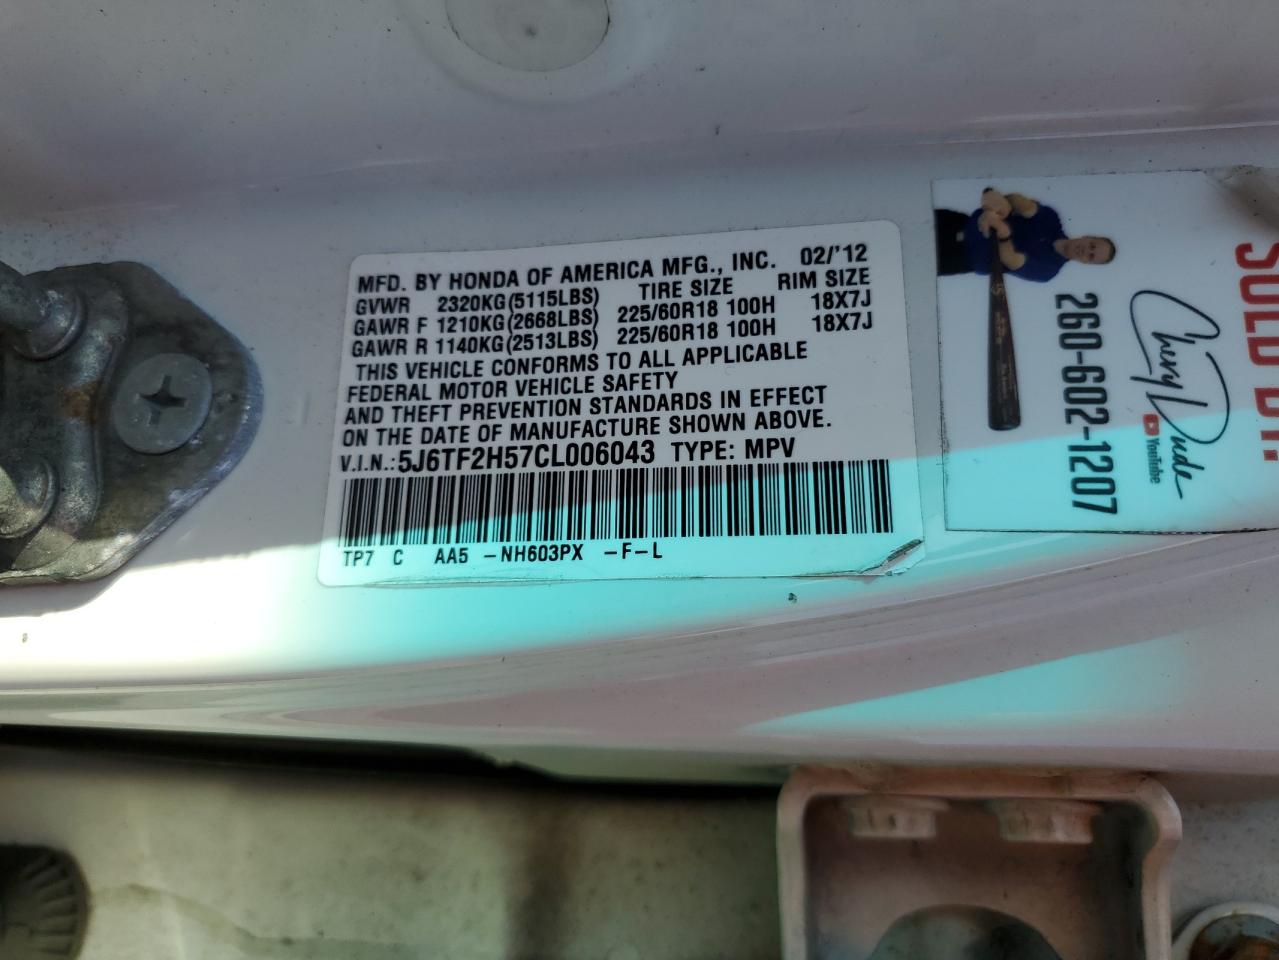 MFD. BY HONDA OF AMERICA MFG., INC. 02/'12
GVWR 2320KG(5115LBS) TIRE SIZE RIM SIZE
GAWR F 1210KG(2668LBS) 225/60R18 100H 18X7J
GAWR R 1140KG(2513LBS) 225/60R18 100H 18X7J
THIS VEHICLE CONFORMS TO ALL APPLICABLE
FEDERAL MOTOR VEHICLE SAFETY
AND THEFT PREVENTION STANDARDS IN EFFECT
ON THE DATE OF MANUFACTURE SHOWN ABOVE.
V.I.N.:5J6TF2H57CL006043 TYPE: MPV
TP7 C AA5 -NH603PX -F-L
SOLD BY:
Chevy Dude
YouTube
260-602-1207